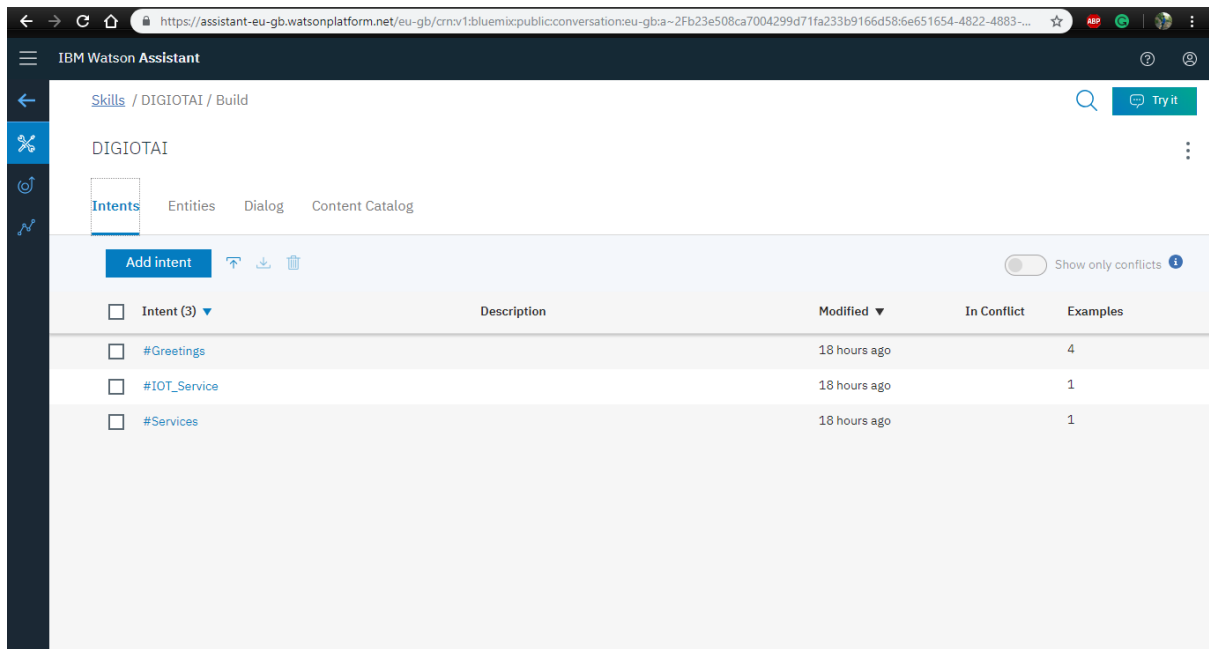 https://assistant-eu-gb.watsonplatform.net/eu-gb/crn:v1:bluemix:public:conversation:eu-gb:a~2Fb23e508ca7004299d71fa233b9166d58:6e651654-4822-4883-...
ABP
IBM Watson Assistant
Skills / DIGIOTAI / Build
Try it
DIGIOTAI
Intents Entities Dialog Content Catalog
Add intent Show only conflicts
Intent (3) ▼ Description Modified ▼ In Conflict Examples
#Greetings 18 hours ago 4
#IOT_Service 18 hours ago 1
#Services 18 hours ago 1